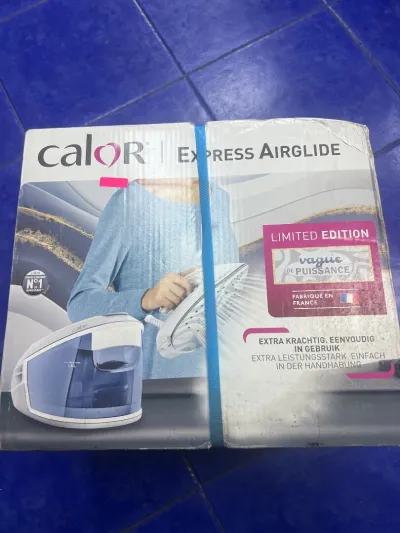 calor
EXPRESS AIRGLIDE
LIMITED EDITION
vague
DE PUISSANCE
FABRIQUÉ EN
FRANCE
N°1
EXTRA KRACHTIG, EENVOUDIG
IN GEBRUIK
EXTRA LEISTUNGSSTARK, EINFACH
IN DER HANDHABUNG